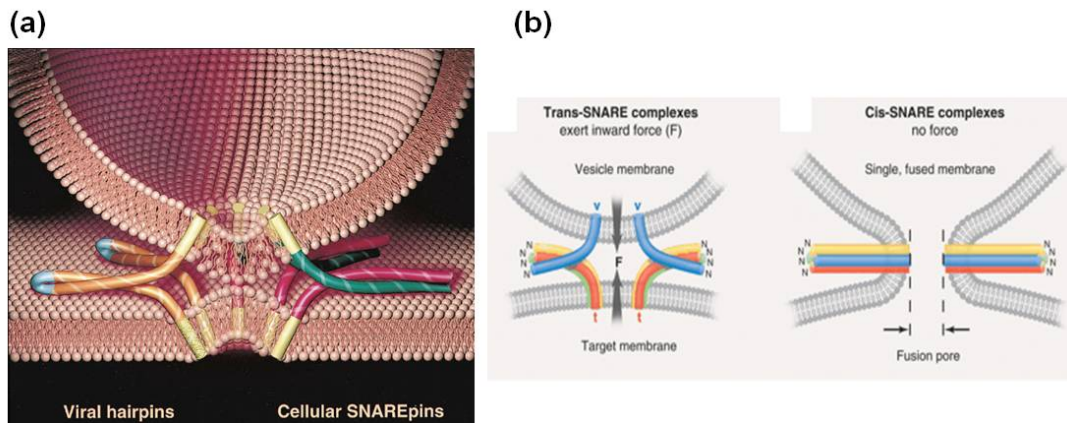 (a)
Viral hairpins
Cellular SNAREpins
(b)
Trans-SNARE complexes
exert inward force (F)
Vesicle membrane
v
v
N
N
N
N
F
N
N
N
N
t
t
Target membrane
Cis-SNARE complexes
no force
Single, fused membrane
N
N
N
N
N
N
N
N
Fusion pore